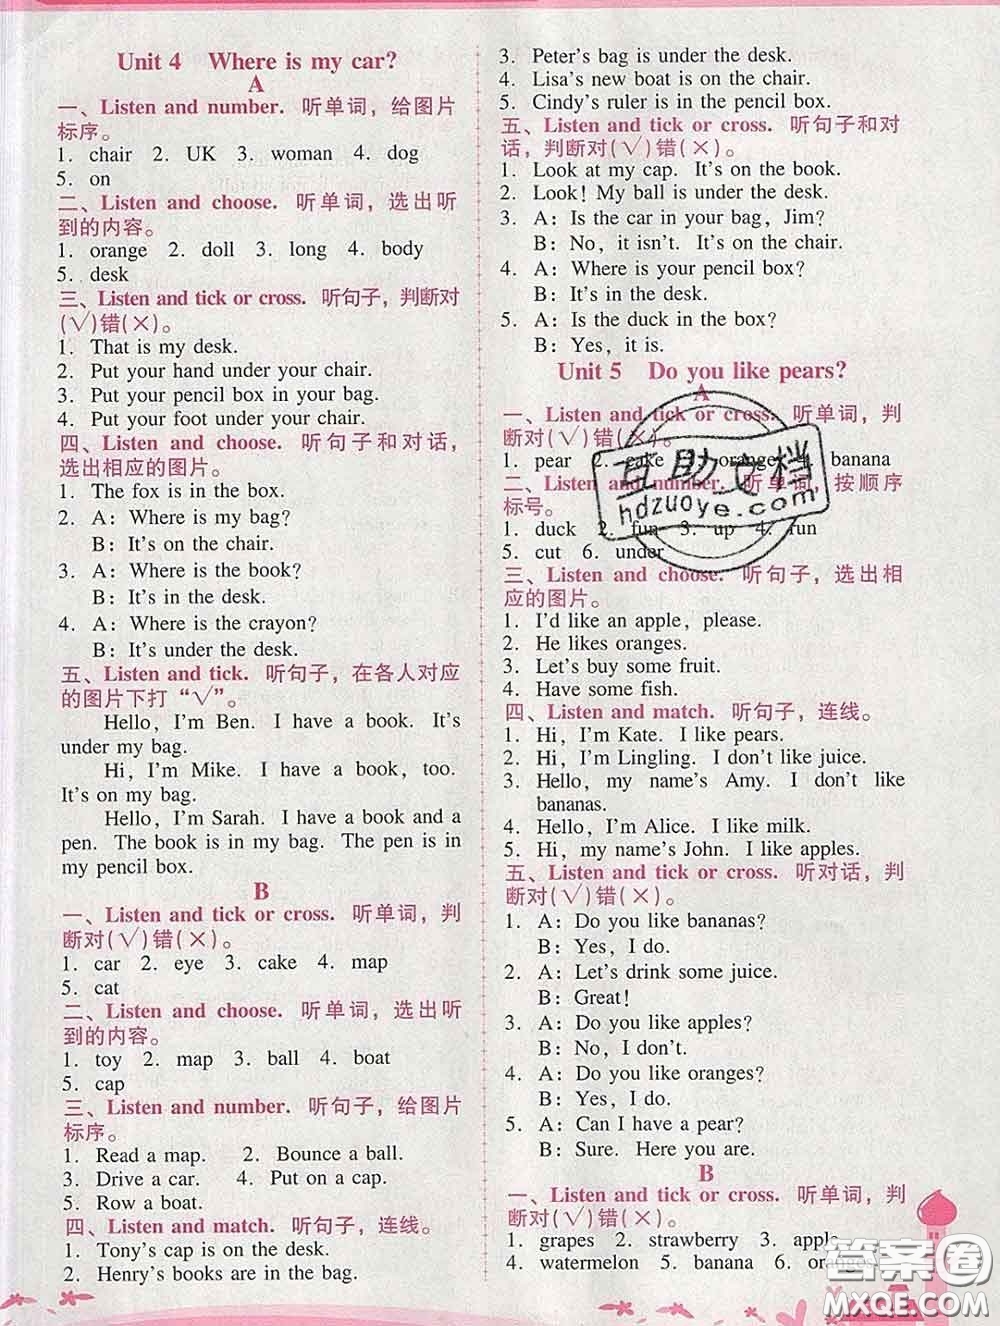 Unit 4 Where is my car?
A
一、Listen and number. 听单词，给图片
标序。
1. chair 2. UK 3. woman 4. dog
5. on
二、Listen and choose. 听单词，选出听
到的内容。
1. orange 2. doll 3. long 4. body
5. desk
三、Listen and tick or cross. 听句子，判断对
(√)错(×)。
1. That is my desk.
2. Put your hand under your chair.
3. Put your pencil box in your bag.
4. Put your foot under your chair.
四、Listen and choose. 听句子和对话，
选出相应的图片。
1. The fox is in the box.
2. A: Where is my bag?
B: It's on the chair.
3. A: Where is the book?
B: It's in the desk.
4. A: Where is the crayon?
B: It's under the desk.
五、Listen and tick. 听句子，在各人对应
的图片下打“√”。
Hello, I'm Ben. I have a book. It's
under my bag.
Hi, I'm Mike. I have a book, too.
It's on my bag.
Hello, I'm Sarah. I have a book and a
pen. The book is in my bag. The pen is in
my pencil box.
B
一、Listen and tick or cross. 听单词，判
断对(√)错(×)。
1. car 2. eye 3. cake 4. map
5. cat
二、Listen and choose. 听单词，选出听
到的内容。
1. toy 2. map 3. ball 4. boat
5. cap
三、Listen and number. 听句子，给图片
标序。
1. Read a map. 2. Bounce a ball.
3. Drive a car. 4. Put on a cap.
5. Row a boat.
四、Listen and match. 听句子，连线。
1. Tony's cap is on the desk.
2. Henry's books are in the bag.
3. Peter's bag is under the desk.
4. Lisa's new boat is on the chair.
5. Cindy's ruler is in the pencil box.
五、Listen and tick or cross. 听句子和对
话，判断对(√)错(×)。
1. Look at my cap. It's on the book.
2. Look! My ball is under the desk.
3. A: Is the car in your bag, Jim?
B: No, it isn't. It's on the chair.
4. A: Where is your pencil box?
B: It's in the desk.
5. A: Is the duck in the box?
B: Yes, it is.
Unit 5 Do you like pears?
A
一、Listen and tick or cross. 听单词，判
断对(√)错(×)。
1. pear 2. cake 3. orange 4. banana
二、Listen and number. 听单词，按顺序
标号。
1. duck 2. fun 3. up 4. run
5. cut 6. under
三、Listen and choose. 听句子，选出相
应的图片。
1. I'd like an apple, please.
2. He likes oranges.
3. Let's buy some fruit.
4. Have some fish.
四、Listen and match. 听句子，连线。
1. Hi, I'm Kate. I like pears.
2. Hi, I'm Lingling. I don't like juice.
3. Hello, my name's Amy. I don't like
bananas.
4. Hello, I'm Alice. I like milk.
5. Hi, my name's John. I like apples.
五、Listen and tick or cross. 听对话，判
断对(√)错(×)。
1. A: Do you like bananas?
B: Yes, I do.
2. A: Let's drink some juice.
B: Great!
3. A: Do you like apples?
B: No, I don't.
4. A: Do you like oranges?
B: Yes, I do.
5. A: Can I have a pear?
B: Sure. Here you are.
B
一、Listen and tick or cross. 听单词，判
断对(√)错(×)。
1. grapes 2. strawberry 3. apple
4. watermelon 5. banana 6. oranges
互助文档
hdzuoye.com
答案圈
MXQE.COM